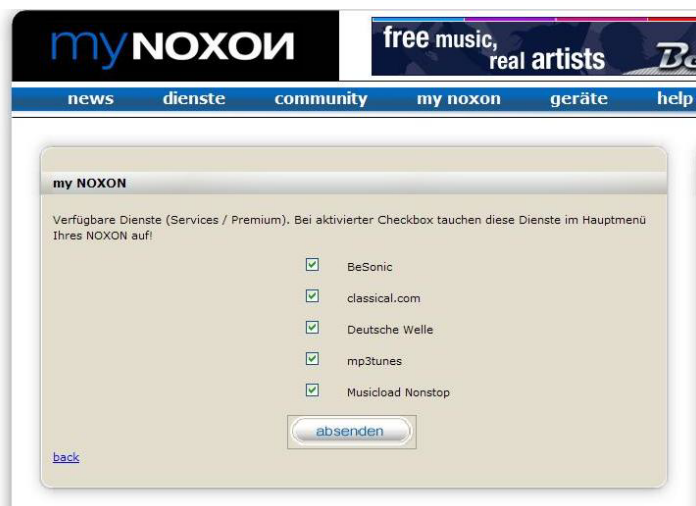 my NOXON
free music,
real artists
news dienste community my noxon geräte help
my NOXON
Verfügbare Dienste (Services / Premium). Bei aktivierter Checkbox tauchen diese Dienste im Hauptmenü
Ihres NOXON auf!
BeSonic
classical.com
Deutsche Welle
mp3tunes
Musicload Nonstop
absenden
back